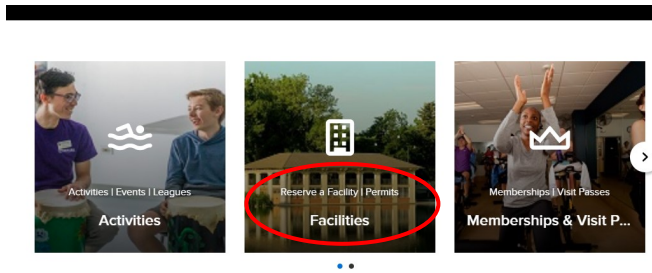 Activities | Events | Leagues
Activities
Reserve a Facility | Permits
Facilities
Memberships | Visit Passes
Memberships & Visit P...